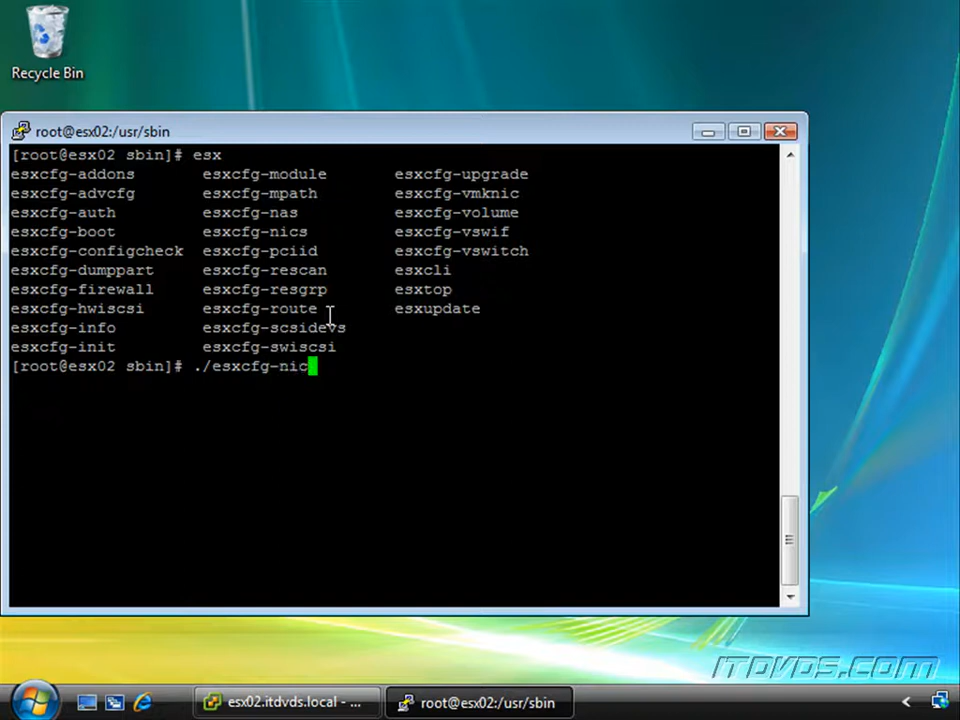 Recycle Bin
root@esx02:/usr/sbin
[root@esx02 sbin]# esx
esxcfg-addons esxcfg-module esxcfg-upgrade
esxcfg-advcfg esxcfg-mpath esxcfg-vmknic
esxcfg-auth esxcfg-nas esxcfg-volume
esxcfg-boot esxcfg-nics esxcfg-vswif
esxcfg-configcheck esxcfg-pciid esxcfg-vswitch
esxcfg-dumppart esxcfg-rescan esxcli
esxcfg-firewall esxcfg-resgrp esxtop
esxcfg-hwiscsi esxcfg-route esxupdate
esxcfg-info esxcfg-scsidevs
esxcfg-init esxcfg-swiscsi
[root@esx02 sbin]# ./esxcfg-nic
ITDVDS.COM
esx02.itdvds.local - ... root@esx02:/usr/sbin